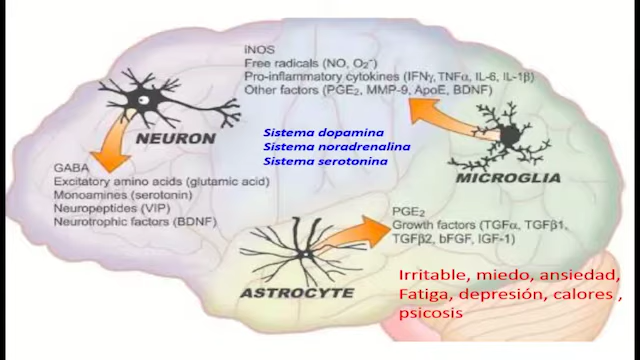 iNOS
Free radicals (NO, O₂⁻)
Pro-inflammatory cytokines (IFNγ, TNFα, IL-6, IL-1β)
Other factors (PGE₂, MMP-9, ApoE, BDNF)
NEURON
Sistema dopamina
Sistema noradrenalina
Sistema serotonina
MICROGLIA
GABA
Excitatory amino acids (glutamic acid)
Monoamines (serotonin)
Neuropeptides (VIP)
Neurotrophic factors (BDNF)
PGE₂
Growth factors (TGFα, TGFβ1,
TGFβ2, bFGF, IGF-1)
ASTROCYTE
Irritable, miedo, ansiedad,
Fatiga, depresión, calores ,
psicosis